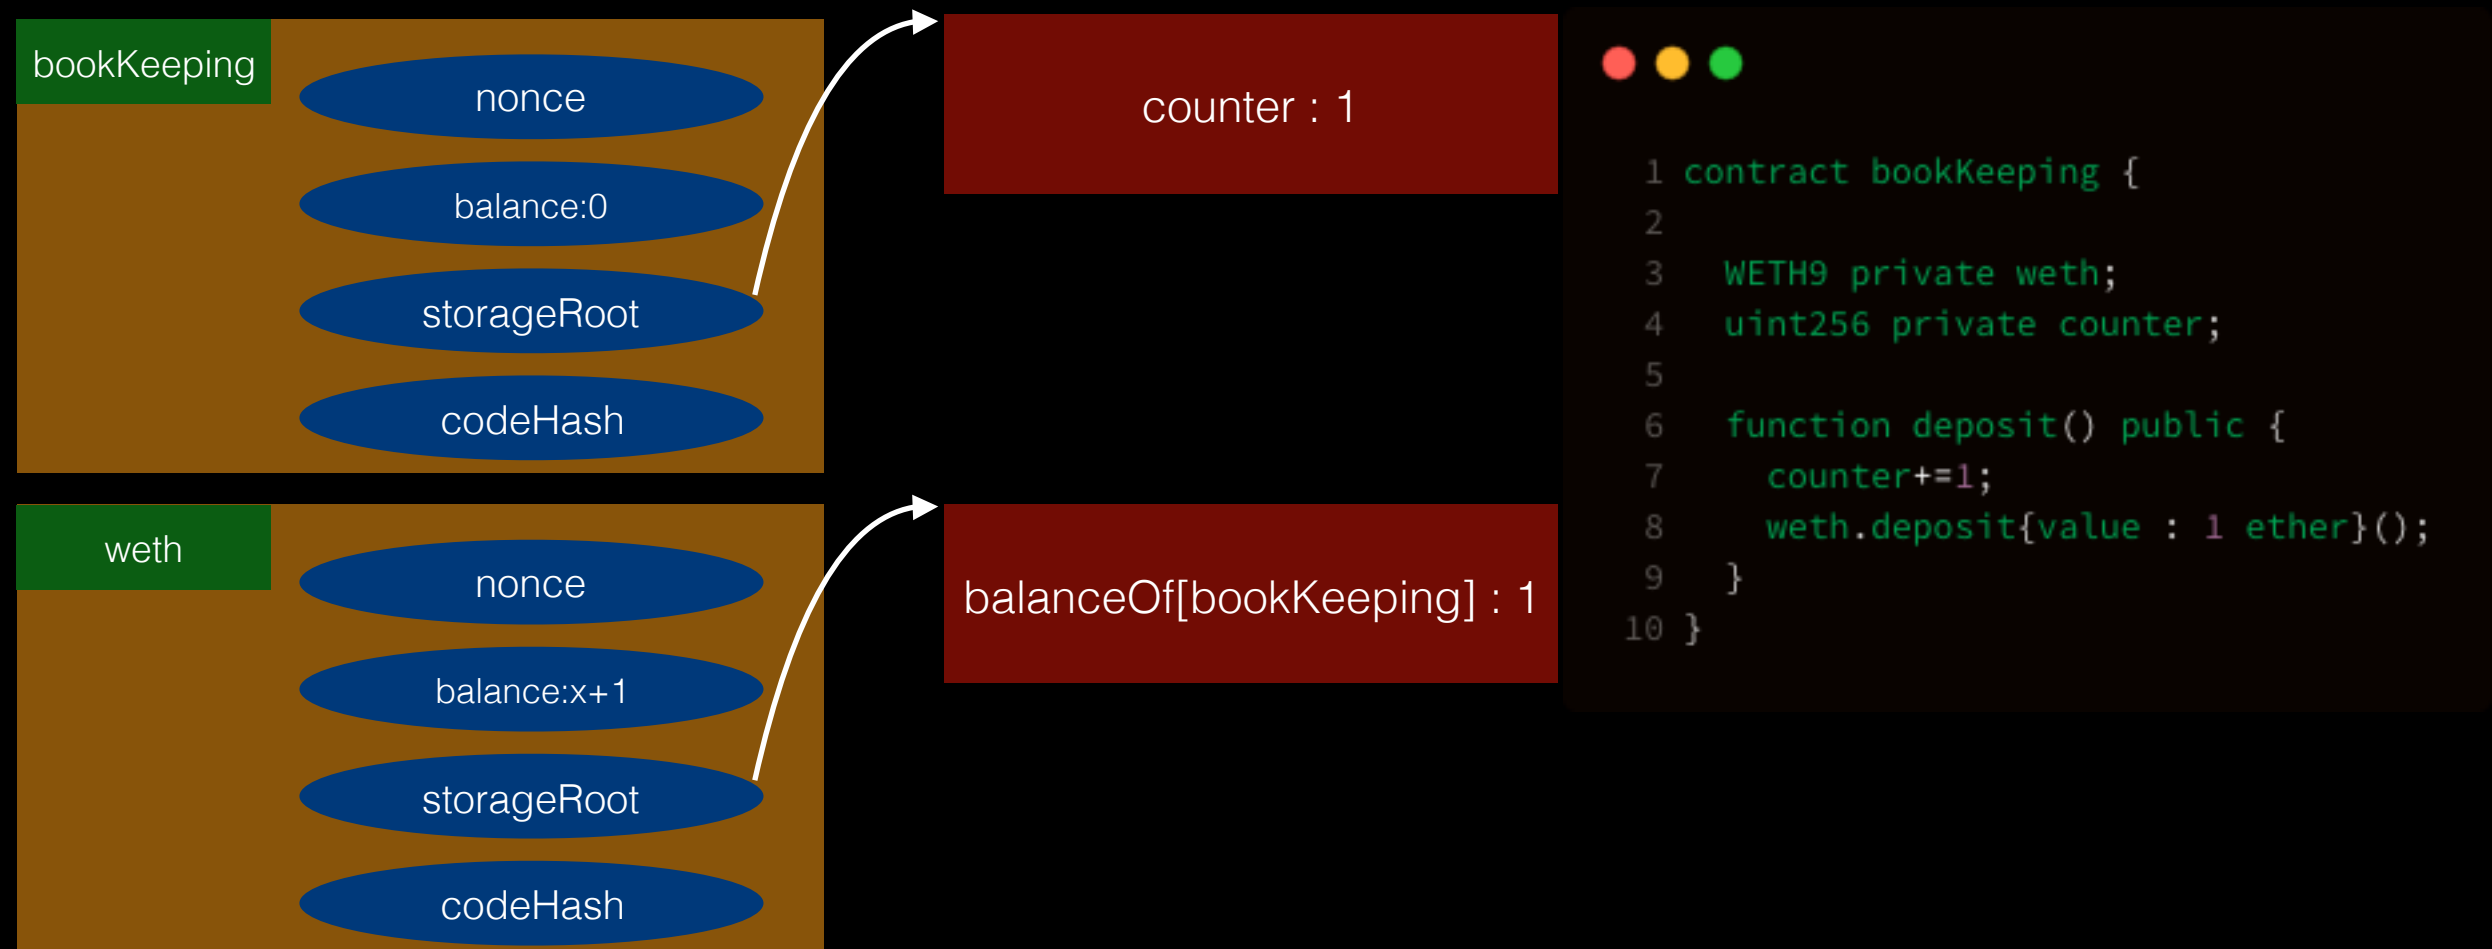 bookKeeping
nonce
balance:0
storageRoot
codeHash
counter : 1
weth
nonce
balance:x+1
storageRoot
codeHash
balanceOf[bookKeeping] : 1
1 contract bookKeeping {
2
3 WETH9 private weth;
4 uint256 private counter;
5
6 function deposit() public {
7 counter+=1;
8 weth.deposit{value : 1 ether}();
9 }
10 }